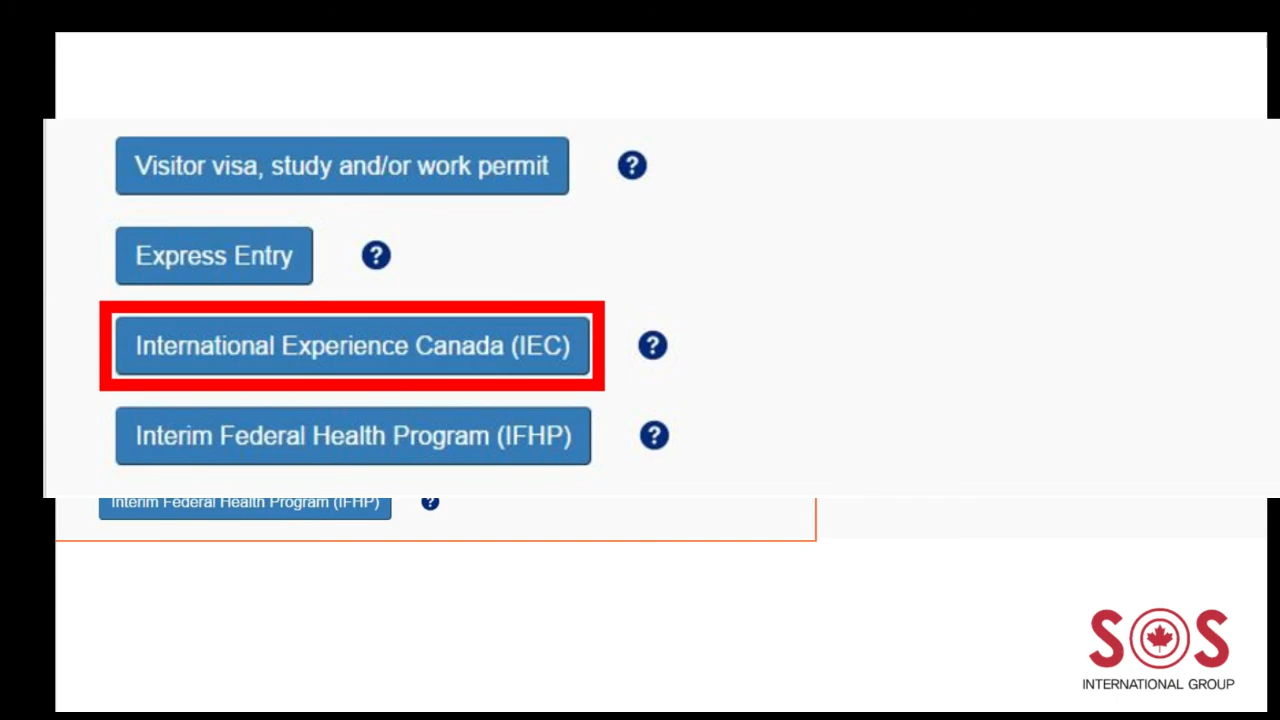 Visitor visa, study and/or work permit
?
Express Entry
?
International Experience Canada (IEC)
?
Interim Federal Health Program (IFHP)
?
Interim Federal Health Program (IFHP)
?
SOS
INTERNATIONAL GROUP